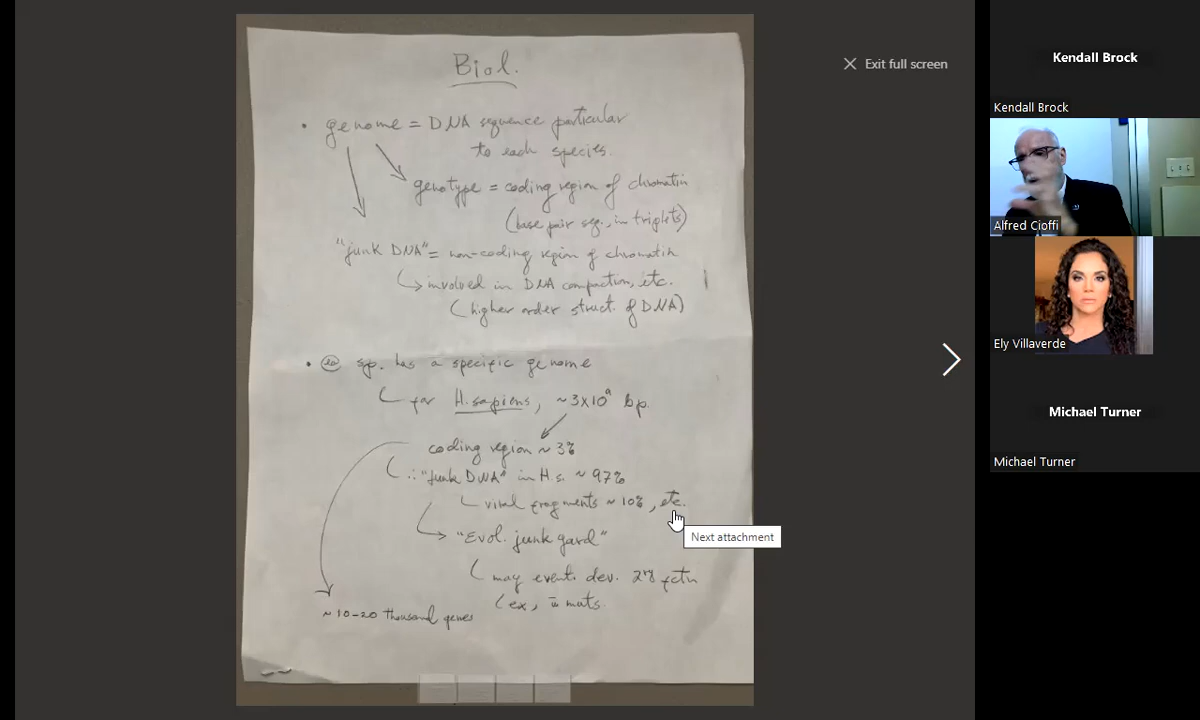 Biol.
• genome = DNA sequence particular
to each species.
genotype = coding region of chromatin
(base pair seq., in triplets)
"junk DNA" = non-coding region of chromatin
involved in DNA compaction, etc.
(higher order struct. of DNA)
• ea sp. has a specific genome
for H. sapiens, ~3x10⁹ bp.
coding region ~ 3%
∴ "junk DNA" in H.s. ~ 97%
viral fragments ~ 10%, etc.
"Evol. junk yard"
may event. dev. 2ry fctn
(ex, muts.
~ 10-20 thousand genes
Exit full screen
Next attachment
Kendall Brock
Kendall Brock
Alfred Cioffi
Ely Villaverde
Michael Turner
Michael Turner